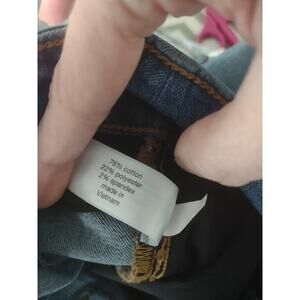 76% cotton
22% polyester
2% spandex
made in
Vietnam